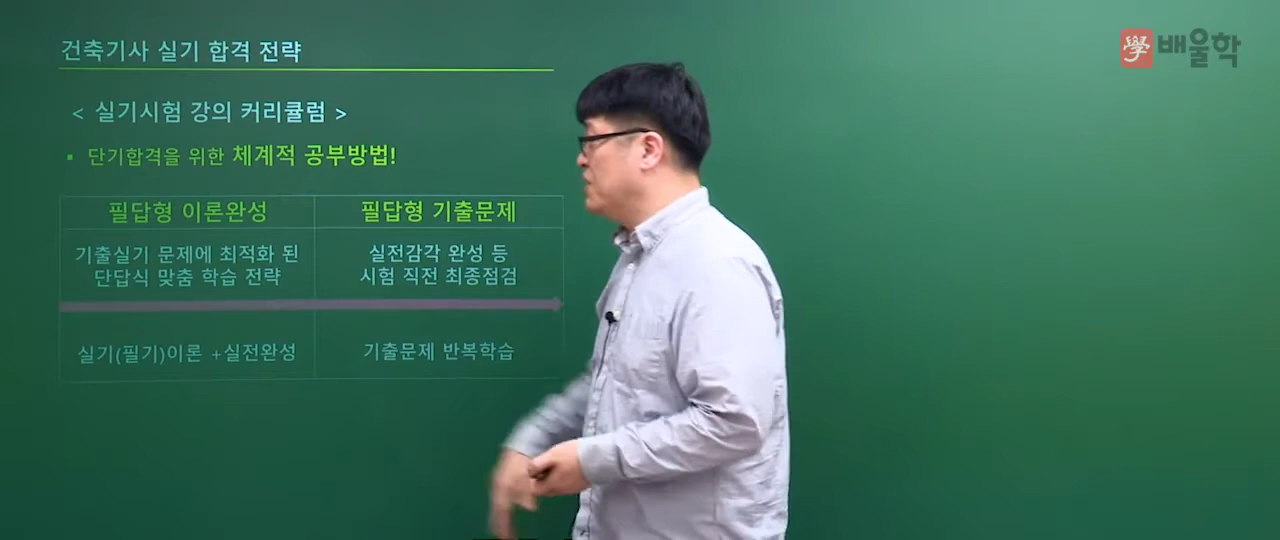 건축기사 실기 합격 전략
學 배울학
< 실기시험 강의 커리큘럼 >
▪ 단기합격을 위한 체계적 공부방법!
필답형 이론완성
필답형 기출문제
기출실기 문제에 최적화 된
단답식 맞춤 학습 전략
실전감각 완성 등
시험 직전 최종점검
실기(필기)이론 +실전완성
기출문제 반복학습